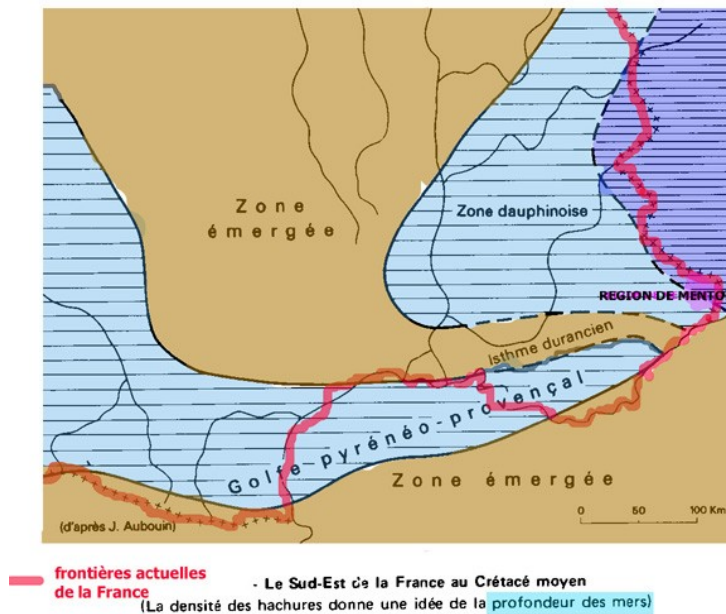 Zone
émergée
Zone dauphinoise
REGION DE MENTO
Isthme durancien
Golfe-pyrénéo-provençal
Zone émergée
(d'après J. Aubouin)
0 50 100 Km
frontières actuelles
de la France
- Le Sud-Est de la France au Crétacé moyen
(La densité des hachures donne une idée de la profondeur des mers)